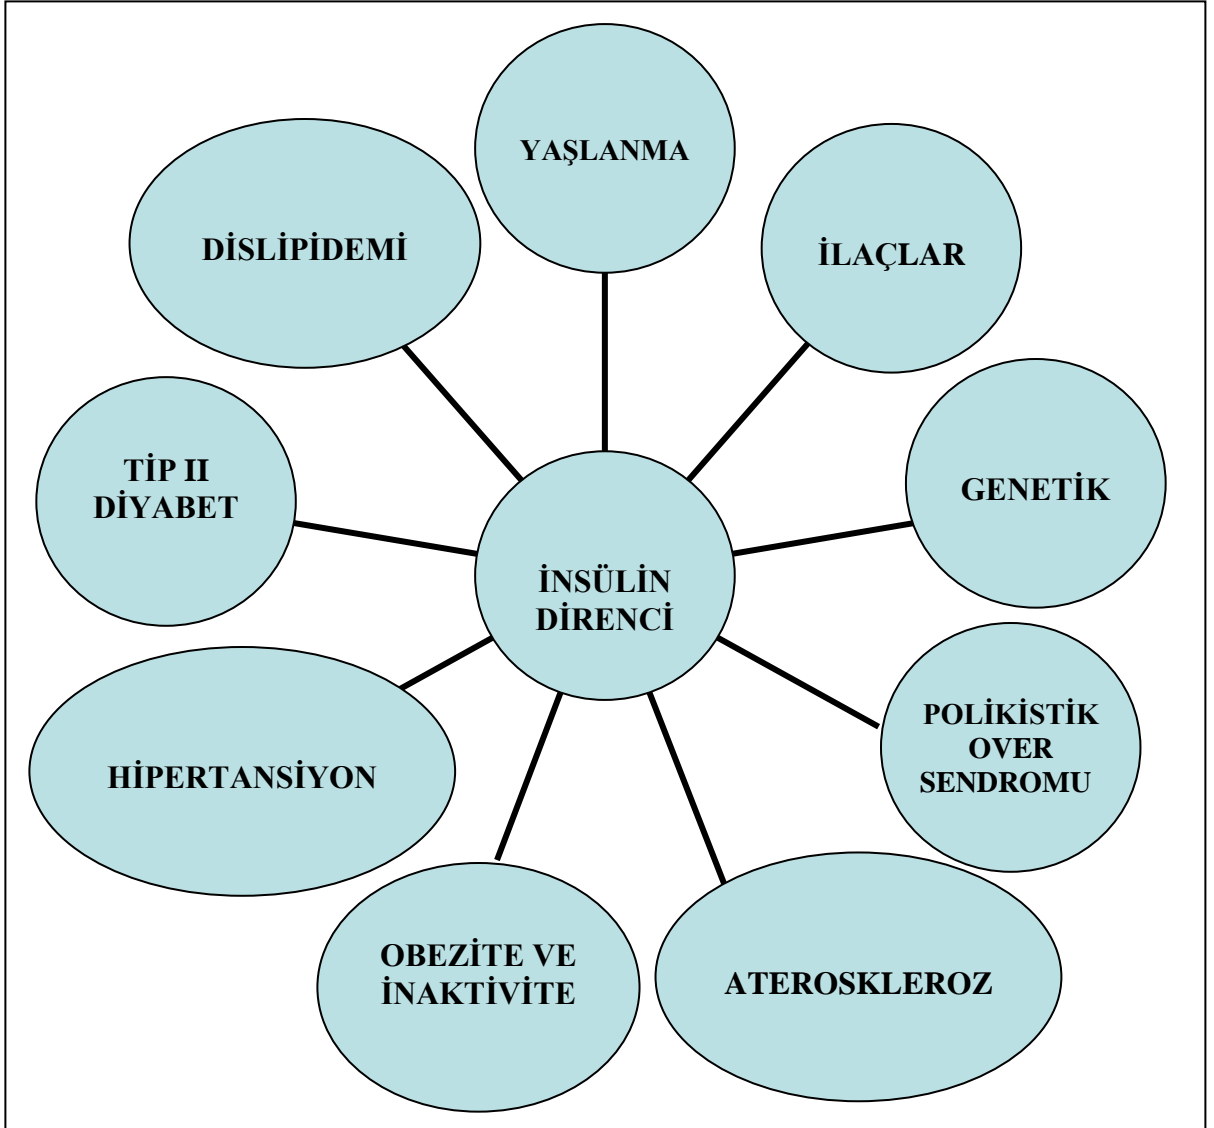 YAŞLANMA
DİSLİPİDEMİ
İLAÇLAR
TİP II
DİYABET
GENETİK
İNSÜLİN
DİRENCİ
POLİKİSTİK
OVER
SENDROMU
HİPERTANSİYON
OBEZİTE VE
İNAKTİVİTE
ATEROSKLEROZ